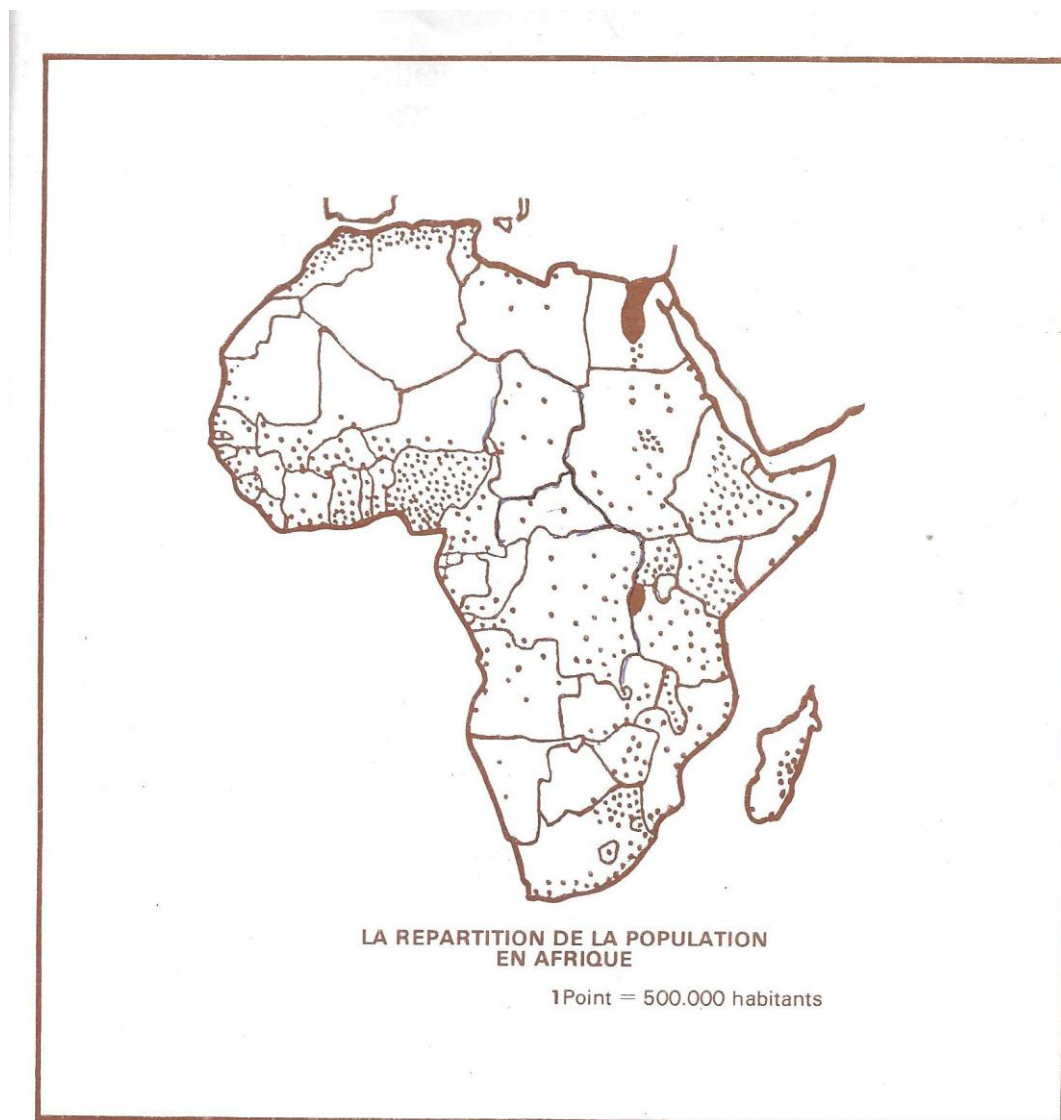 LA REPARTITION DE LA POPULATION
EN AFRIQUE
1Point = 500.000 habitants